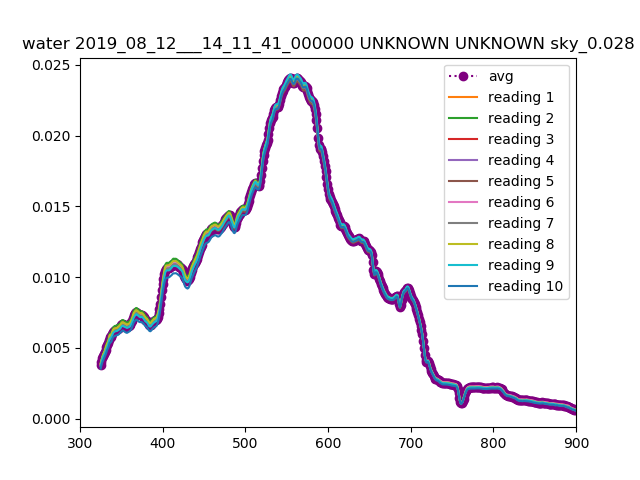 water 2019_08_12___14_11_41_000000 UNKNOWN UNKNOWN sky_0.028
0.025
0.020
0.015
0.010
0.005
0.000
300 400 500 600 700 800 900
avg
reading 1
reading 2
reading 3
reading 4
reading 5
reading 6
reading 7
reading 8
reading 9
reading 10